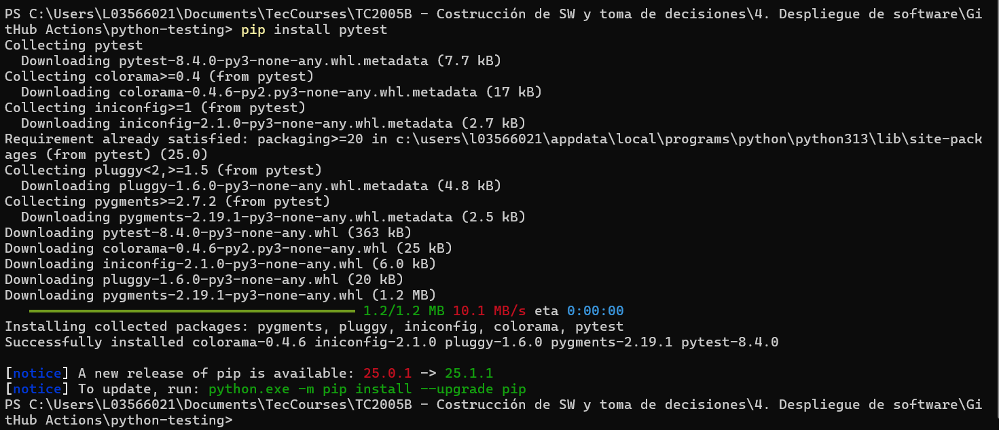 PS C:\Users\L03566021\Documents\TecCourses\TC2005B - Costrucción de SW y toma de decisiones\4. Despliegue de software\Gi
tHub Actions\python-testing> pip install pytest
Collecting pytest
  Downloading pytest-8.4.0-py3-none-any.whl.metadata (7.7 kB)
Collecting colorama>=0.4 (from pytest)
  Downloading colorama-0.4.6-py2.py3-none-any.whl.metadata (17 kB)
Collecting iniconfig>=1 (from pytest)
  Downloading iniconfig-2.1.0-py3-none-any.whl.metadata (2.7 kB)
Requirement already satisfied: packaging>=20 in c:\users\l03566021\appdata\local\programs\python\python313\lib\site-pack
ages (from pytest) (25.0)
Collecting pluggy<2,>=1.5 (from pytest)
  Downloading pluggy-1.6.0-py3-none-any.whl.metadata (4.8 kB)
Collecting pygments>=2.7.2 (from pytest)
  Downloading pygments-2.19.1-py3-none-any.whl.metadata (2.5 kB)
Downloading pytest-8.4.0-py3-none-any.whl (363 kB)
Downloading colorama-0.4.6-py2.py3-none-any.whl (25 kB)
Downloading iniconfig-2.1.0-py3-none-any.whl (6.0 kB)
Downloading pluggy-1.6.0-py3-none-any.whl (20 kB)
Downloading pygments-2.19.1-py3-none-any.whl (1.2 MB)
1.2/1.2 MB 10.1 MB/s eta 0:00:00
Installing collected packages: pygments, pluggy, iniconfig, colorama, pytest
Successfully installed colorama-0.4.6 iniconfig-2.1.0 pluggy-1.6.0 pygments-2.19.1 pytest-8.4.0

[notice] A new release of pip is available: 25.0.1 -> 25.1.1
[notice] To update, run: python.exe -m pip install --upgrade pip
PS C:\Users\L03566021\Documents\TecCourses\TC2005B - Costrucción de SW y toma de decisiones\4. Despliegue de software\Gi
tHub Actions\python-testing>